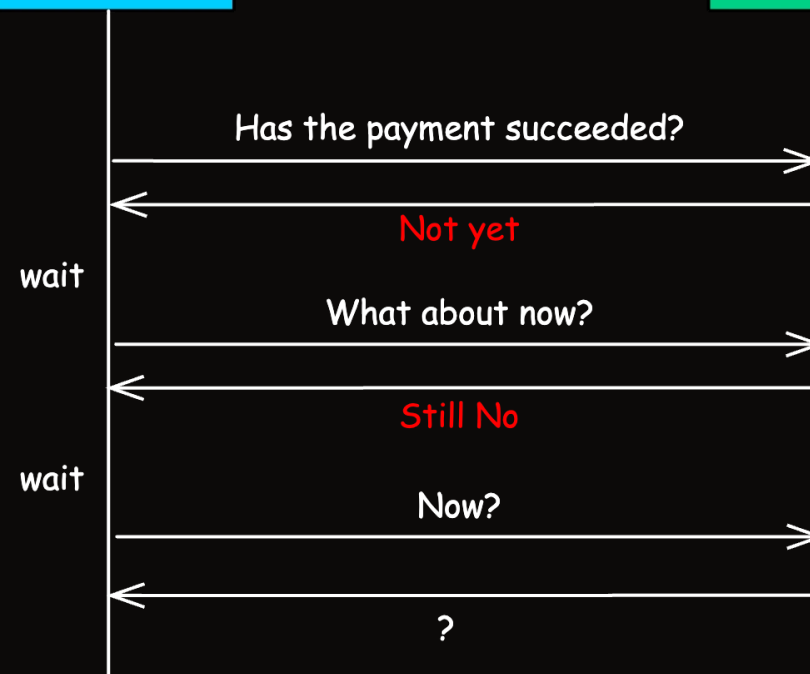 Has the payment succeeded?
Not yet
wait
What about now?
Still No
wait
Now?
?